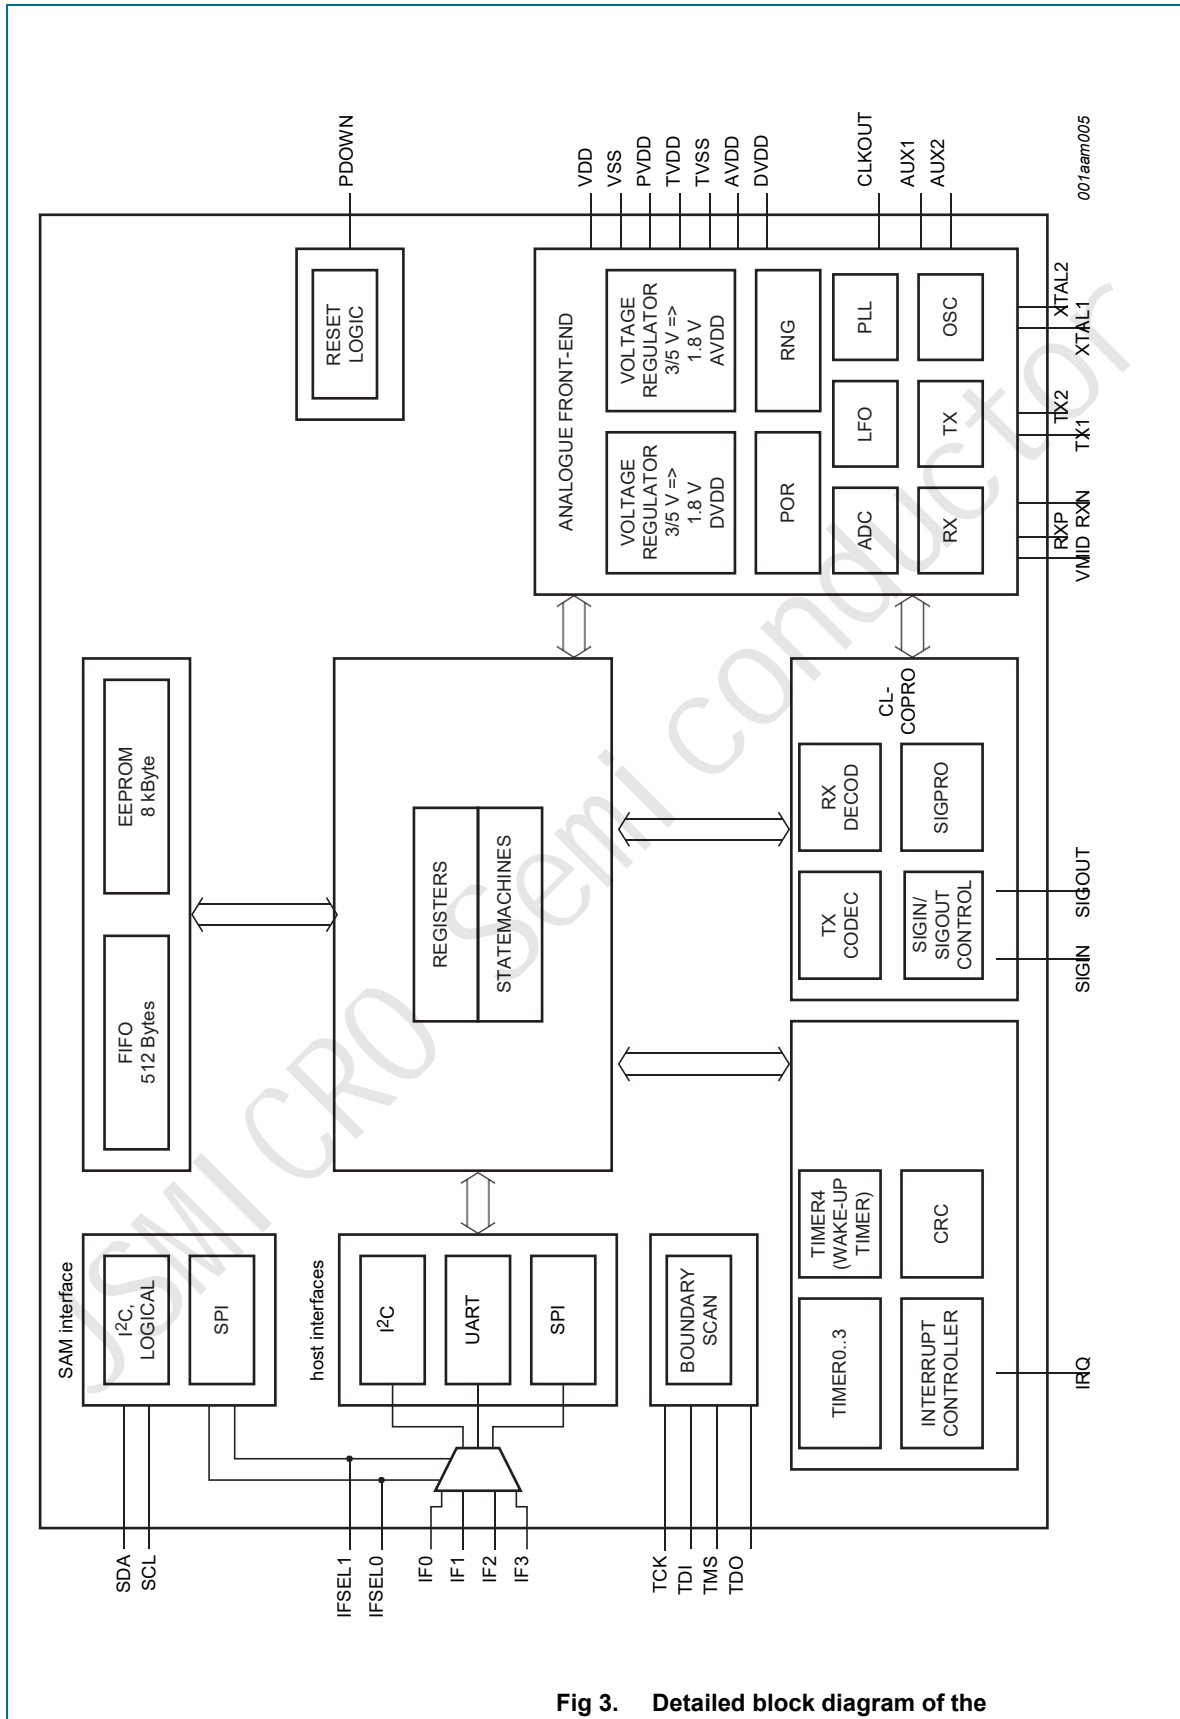 SAM interface
I²C,
LOGICAL
SPI
FIFO
512 Bytes
EEPROM
8 kByte
RESET
LOGIC
PDOWN
SDA
SCL
host interfaces
I²C
UART
SPI
IFSEL1
IFSEL0
IF0
IF1
IF2
IF3
REGISTERS
STATEMACHINES
ANALOGUE FRONT-END
VOLTAGE
REGULATOR
3/5 V =>
1.8 V
DVDD
VOLTAGE
REGULATOR
3/5 V =>
1.8 V
AVDD
POR
RNG
ADC
LFO
PLL
RX
TX
OSC
VDD
VSS
PVDD
TVDD
TVSS
AVDD
DVDD
CLKOUT
AUX1
AUX2
BOUNDARY
SCAN
TCK
TDI
TMS
TDO
TIMER0..3
TIMER4
(WAKE-UP
TIMER)
INTERRUPT
CONTROLLER
CRC
TX
CODEC
RX
DECOD
SIGIN/
SIGOUT
CONTROL
SIGPRO
CL-
COPRO
IRQ
SIGIN
SIGOUT
VMID
RXP
RXN
TX1
TX2
XTAL1
XTAL2
001aam005
JSMICRO Semiconductor
Fig 3. Detailed block diagram of the